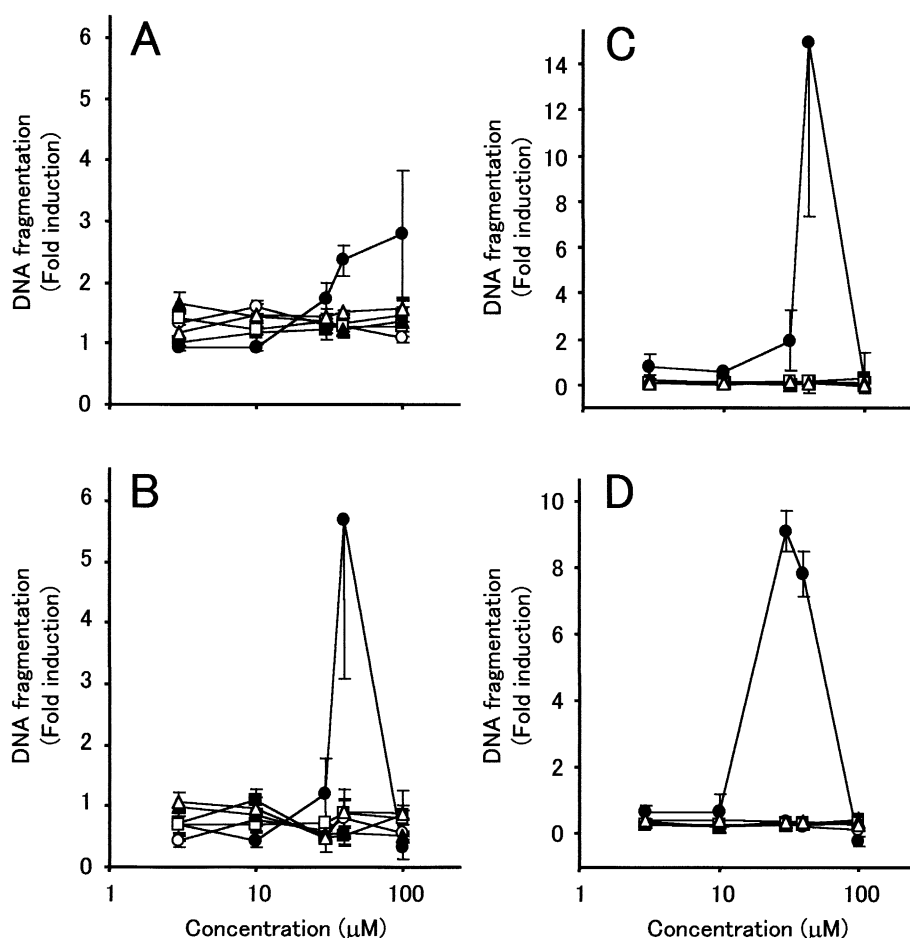 A
6
5
4
3
2
1
0
DNA fragmentation
(Fold induction)
C
14
12
10
8
6
4
2
0
DNA fragmentation
(Fold induction)
B
6
5
4
3
2
1
0
DNA fragmentation
(Fold induction)
1 10 100
Concentration (μM)
D
10
8
6
4
2
0
DNA fragmentation
(Fold induction)
1 10 100
Concentration (μM)